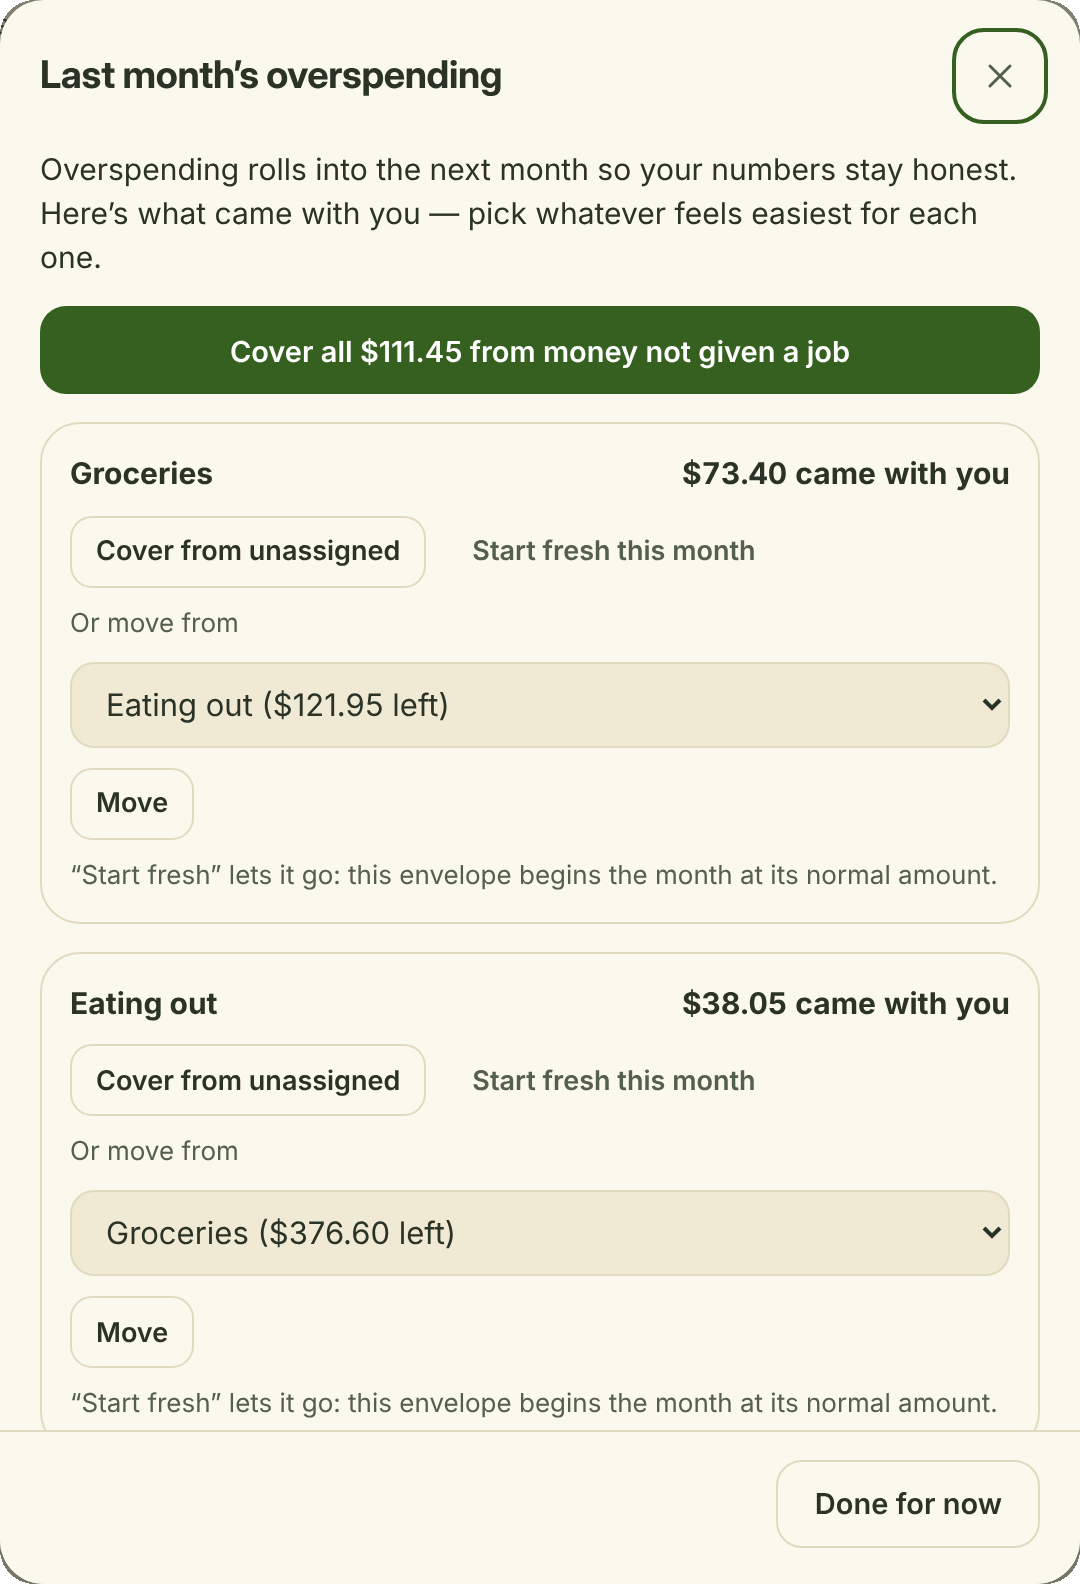 Last month’s overspending
Overspending rolls into the next month so your numbers stay honest.
Here’s what came with you — pick whatever feels easiest for each
one.
Cover all $111.45 from money not given a job
Groceries
$73.40 came with you
Cover from unassigned
Start fresh this month
Or move from
Eating out ($121.95 left)
Move
“Start fresh” lets it go: this envelope begins the month at its normal amount.
Eating out
$38.05 came with you
Cover from unassigned
Start fresh this month
Or move from
Groceries ($376.60 left)
Move
“Start fresh” lets it go: this envelope begins the month at its normal amount.
Done for now